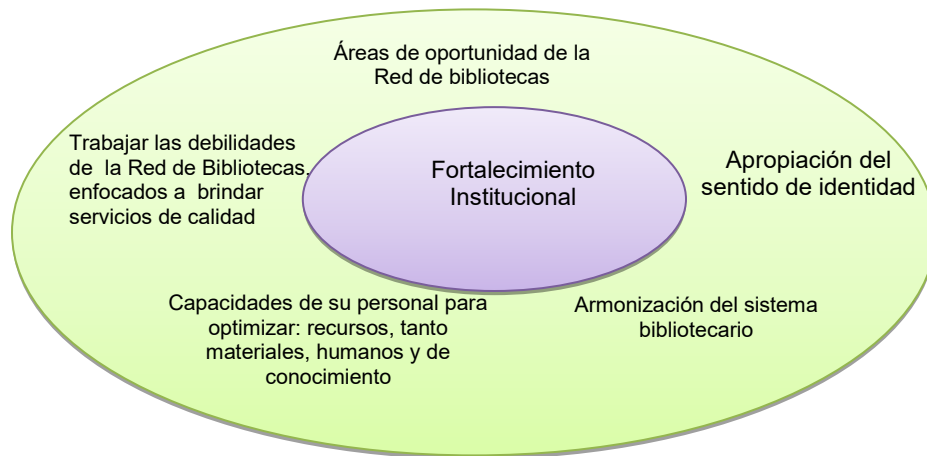 Áreas de oportunidad de la
Red de bibliotecas
Trabajar las debilidades
de la Red de Bibliotecas,
enfocados a brindar
servicios de calidad
Fortalecimiento
Institucional
Apropiación del
sentido de identidad
Capacidades de su personal para
optimizar: recursos, tanto
materiales, humanos y de
conocimiento
Armonización del sistema
bibliotecario